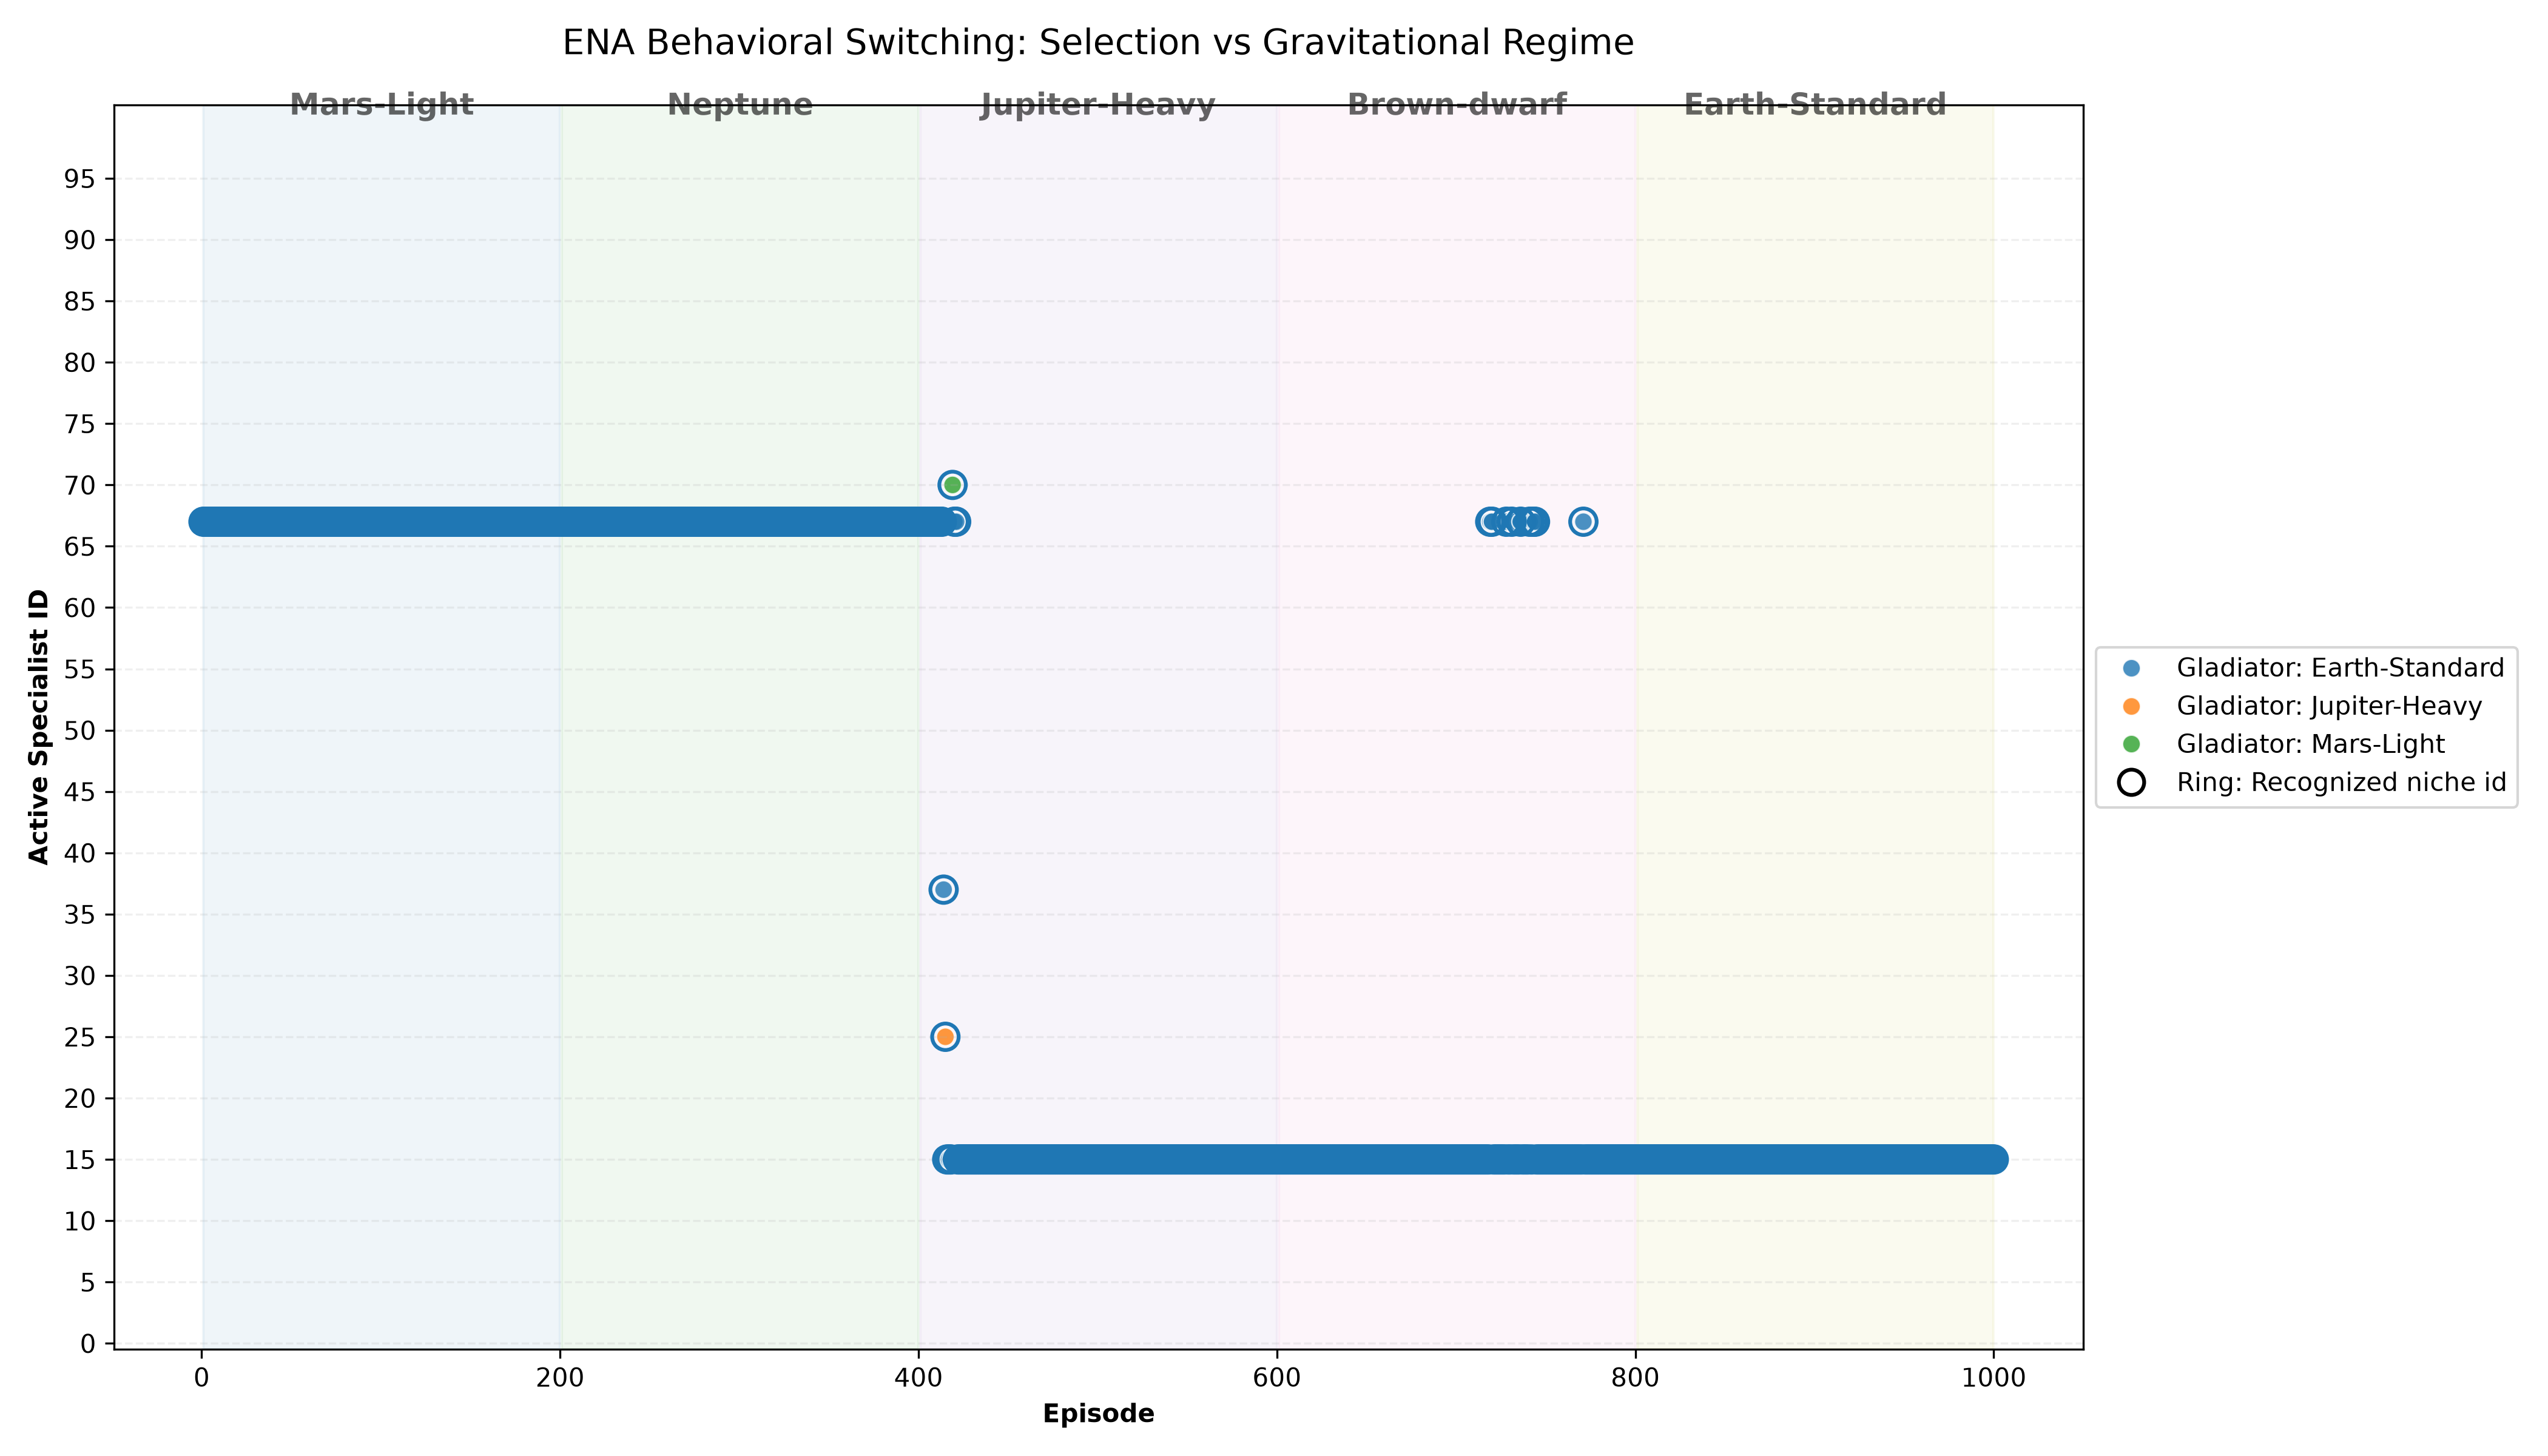 ENA Behavioral Switching: Selection vs Gravitational Regime
Mars-Light
Neptune
Jupiter-Heavy
Brown-dwarf
Earth-Standard
Active Specialist ID
95
90
85
80
75
70
65
60
55
50
45
40
35
30
25
20
15
10
5
0
0
200
400
600
800
1000
Episode
Gladiator: Earth-Standard
Gladiator: Jupiter-Heavy
Gladiator: Mars-Light
Ring: Recognized niche id